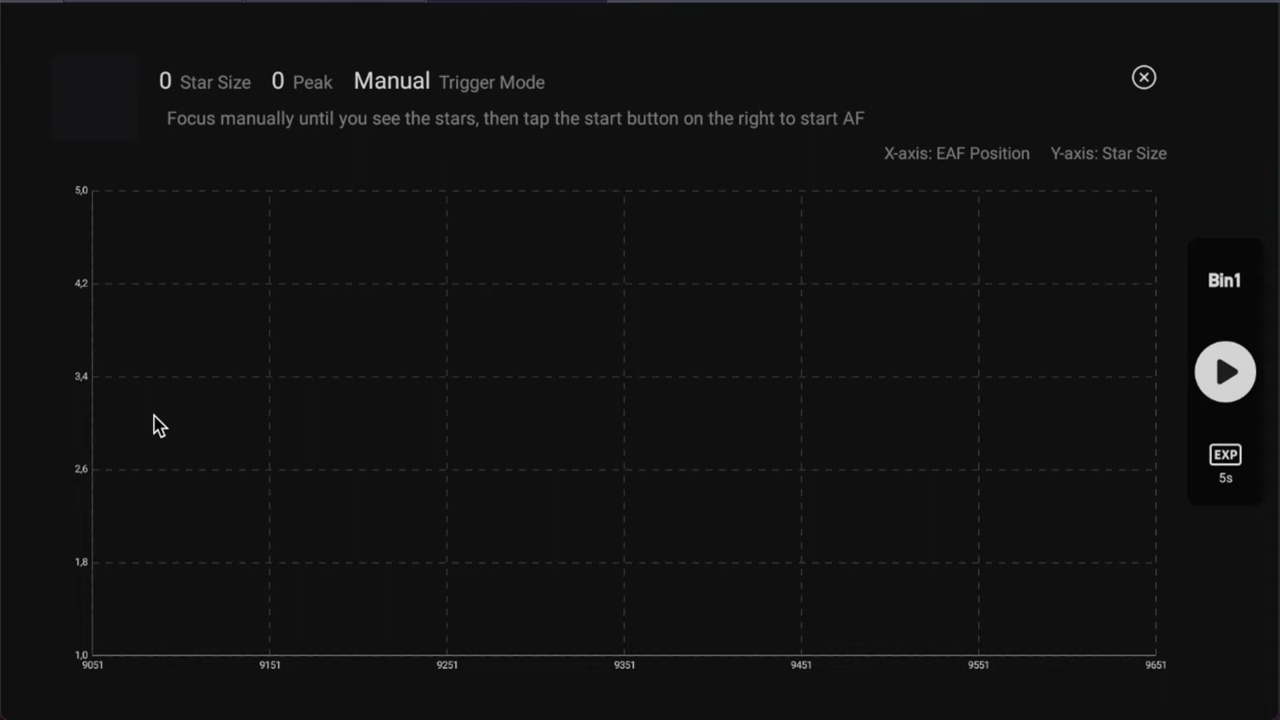 0 Star Size 0 Peak Manual Trigger Mode
Focus manually until you see the stars, then tap the start button on the right to start AF
X-axis: EAF Position Y-axis: Star Size
5,0
4,2
3,4
2,6
1,8
1,0
9051 9151 9251 9351 9451 9551 9651
Bin1
EXP
5s